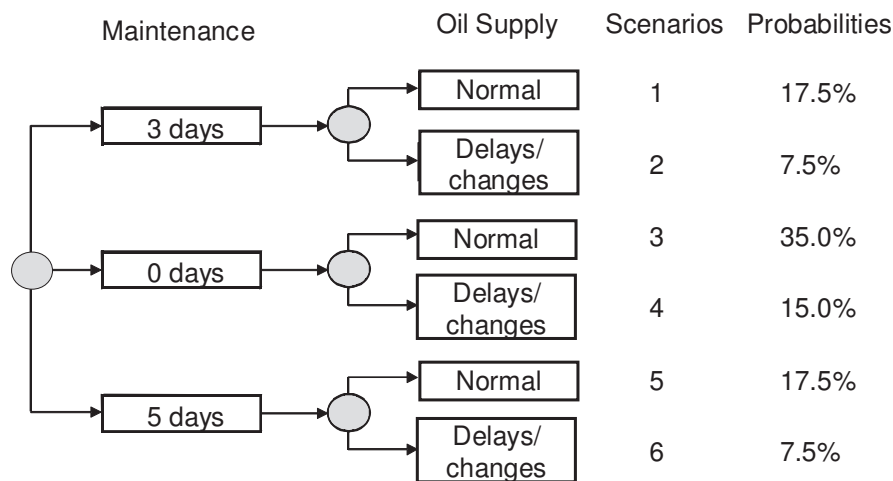 Maintenance Oil Supply Scenarios Probabilities
Normal 1 17.5%
3 days
Delays/
changes 2 7.5%
Normal 3 35.0%
0 days
Delays/
changes 4 15.0%
Normal 5 17.5%
5 days
Delays/
changes 6 7.5%